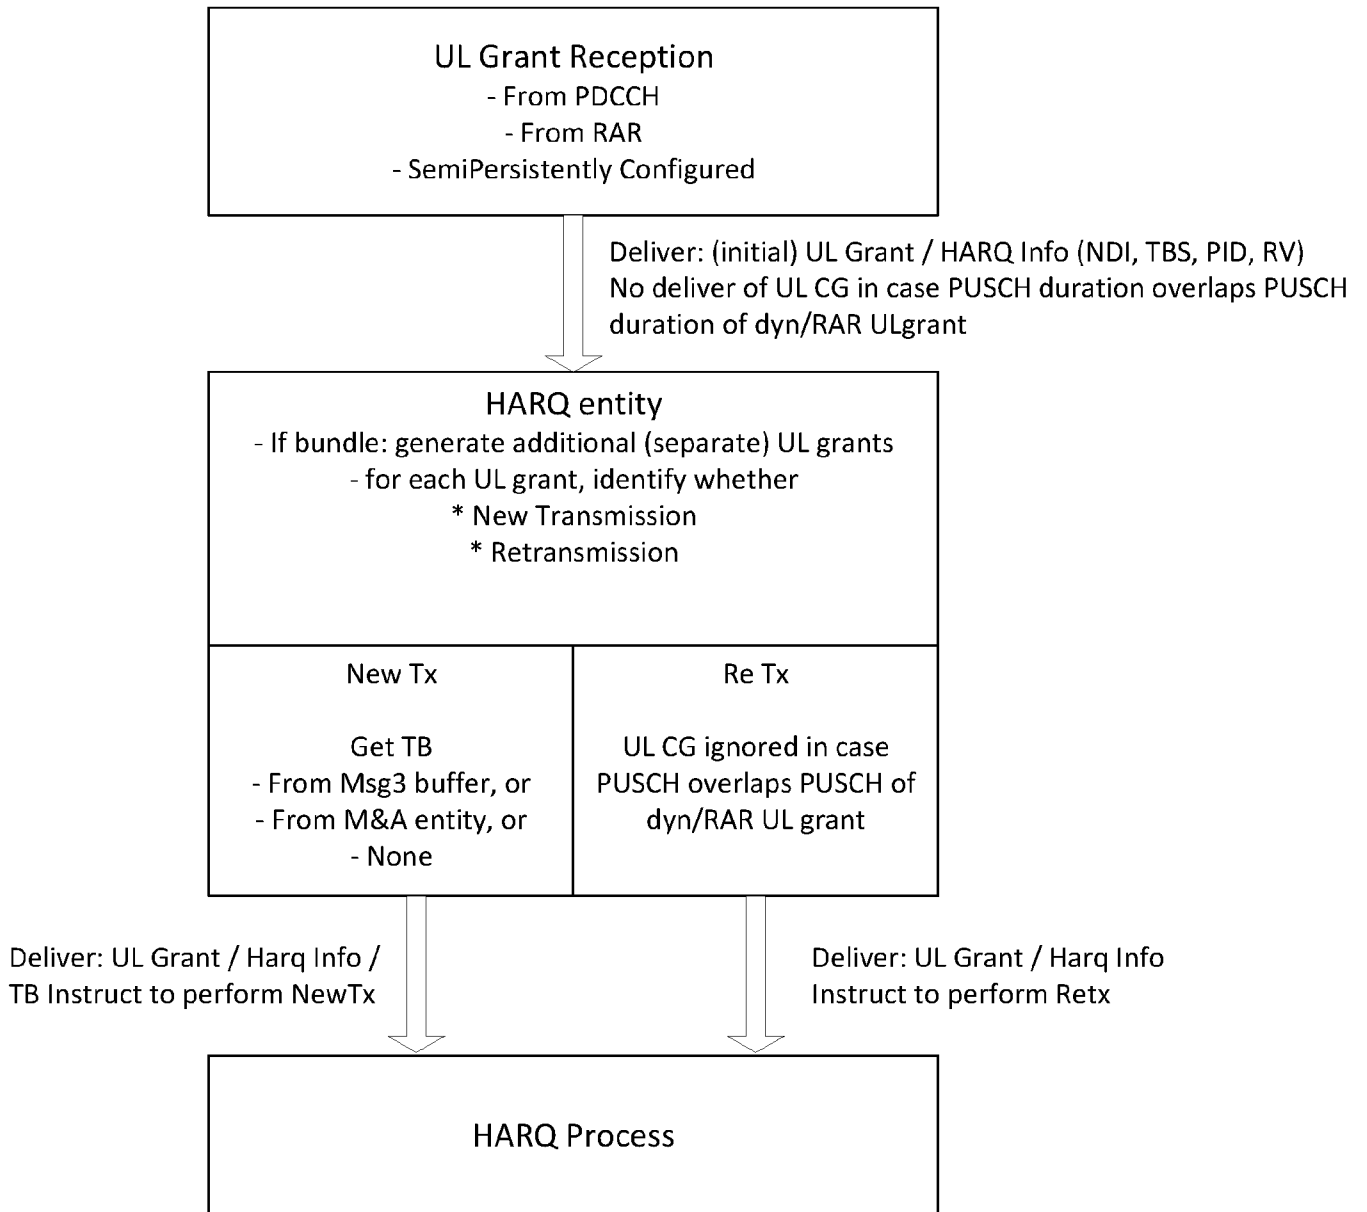 UL Grant Reception
- From PDCCH
- From RAR
- SemiPersistently Configured
Deliver: (initial) UL Grant / HARQ Info (NDI, TBS, PID, RV)
No deliver of UL CG in case PUSCH duration overlaps PUSCH
duration of dyn/RAR ULgrant
HARQ entity
- If bundle: generate additional (separate) UL grants
- for each UL grant, identify whether
* New Transmission
* Retransmission
New Tx
Get TB
- From Msg3 buffer, or
- From M&A entity, or
- None
Re Tx
UL CG ignored in case
PUSCH overlaps PUSCH of
dyn/RAR UL grant
Deliver: UL Grant / Harq Info /
TB Instruct to perform NewTx
Deliver: UL Grant / Harq Info
Instruct to perform Retx
HARQ Process